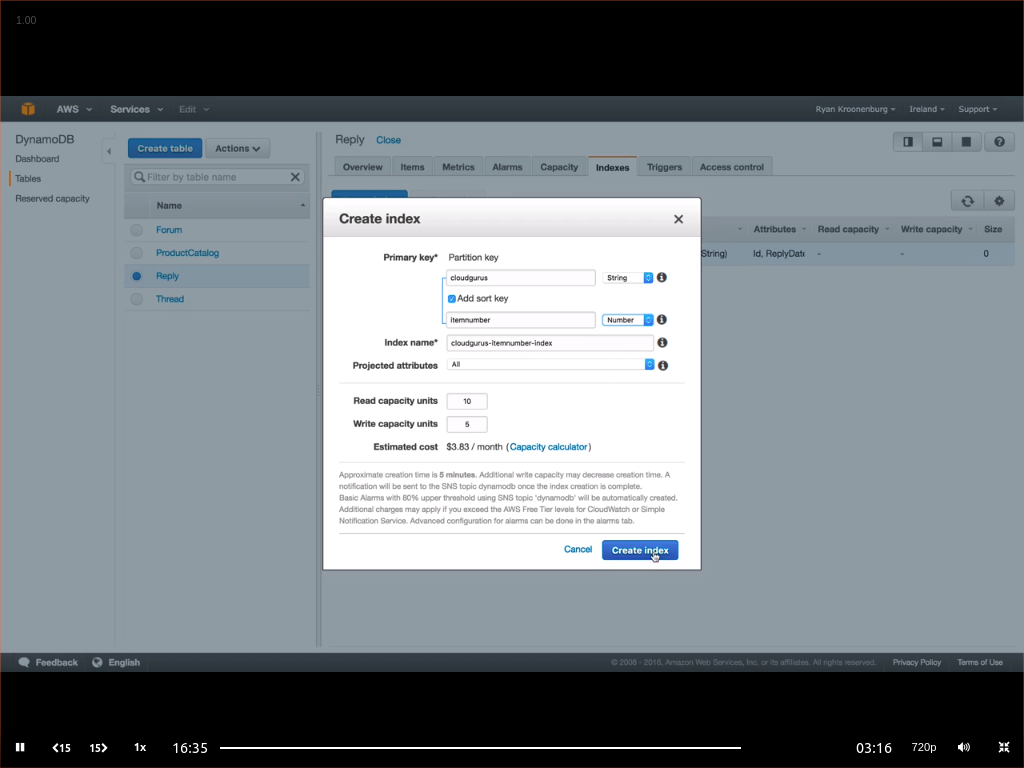 1.00
AWS Services Edit Ryan Kroonenburg Ireland Support
DynamoDB
Dashboard
Tables
Reserved capacity
Create table Actions
Filter by table name
Name
Forum
ProductCatalog
Reply
Thread
Reply Close
Overview Items Metrics Alarms Capacity Indexes Triggers Access control
Attributes Read capacity Write capacity Size
String) Id, ReplyDate - - 0
Create index
Primary key* Partition key
cloudgurus String
Add sort key
itemnumber Number
Index name* cloudgurus-itemnumber-index
Projected attributes All
Read capacity units 10
Write capacity units 5
Estimated cost $3.83 / month (Capacity calculator)
Approximate creation time is 5 minutes. Additional write capacity may decrease creation time. A
notification will be sent to the SNS topic dynamodb once the index creation is complete.
Basic Alarms with 80% upper threshold using SNS topic 'dynamodb' will be automatically created.
Additional charges may apply if you exceed the AWS Free Tier levels for CloudWatch or Simple
Notification Service. Advanced configuration for alarms can be done in the alarms tab.
Cancel Create index
Feedback English © 2008 - 2016, Amazon Web Services, Inc. or its affiliates. All rights reserved. Privacy Policy Terms of Use
15 15 1x 16:35 03:16 720p